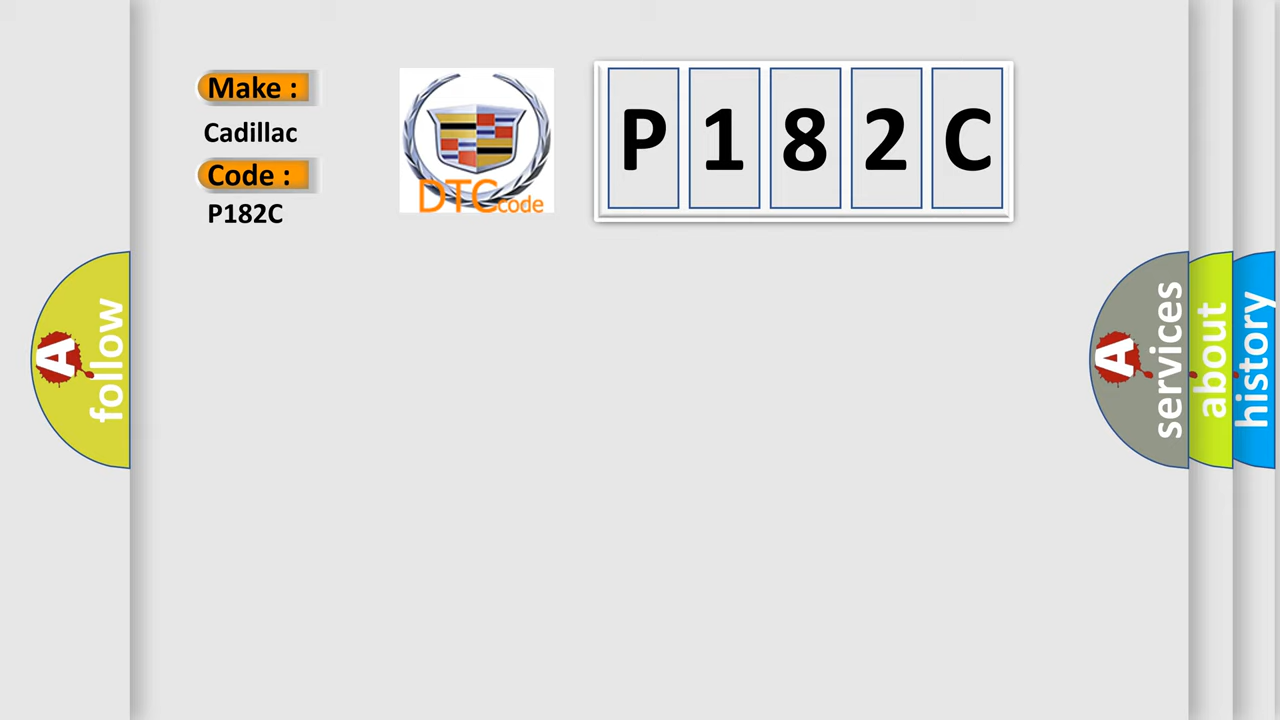 Make :
Cadillac
Code :
P182C
DTCcode
P 1 8 2 C
A follow
A services
about
history